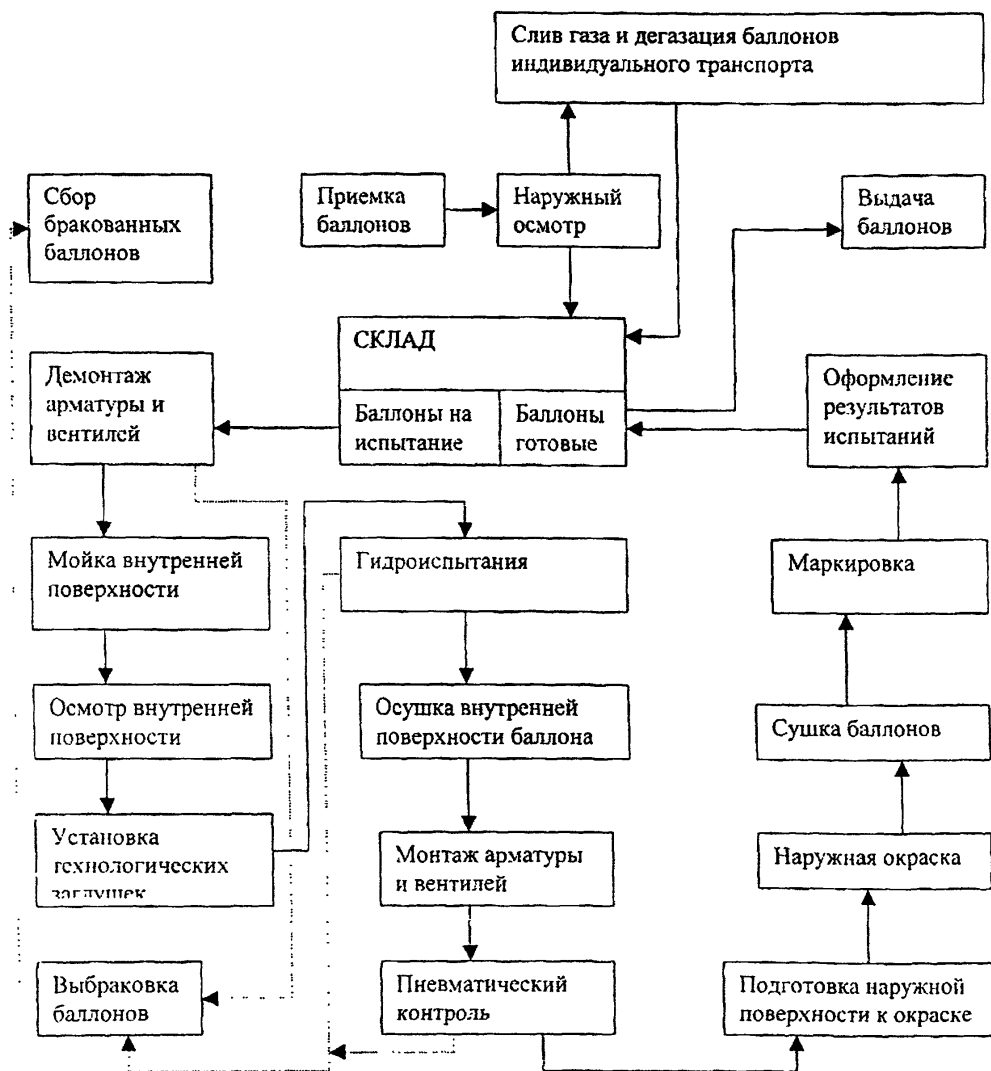 Слив газа и дегазация баллонов
индивидуального транспорта
Сбор
бракованных
баллонов
Приемка
баллонов
Наружный
осмотр
Выдача
баллонов
СКЛАД
Баллоны на
испытание
Баллоны
готовые
Демонтаж
арматуры и
вентилей
Оформление
результатов
испытаний
Мойка внутренней
поверхности
Гидроиспытания
Маркировка
Осмотр внутренней
поверхности
Осушка внутренней
поверхности баллона
Сушка баллонов
Установка
технологических
заглушек
Монтаж арматуры
и вентилей
Наружная окраска
Выбраковка
баллонов
Пневматический
контроль
Подготовка наружной
поверхности к окраске